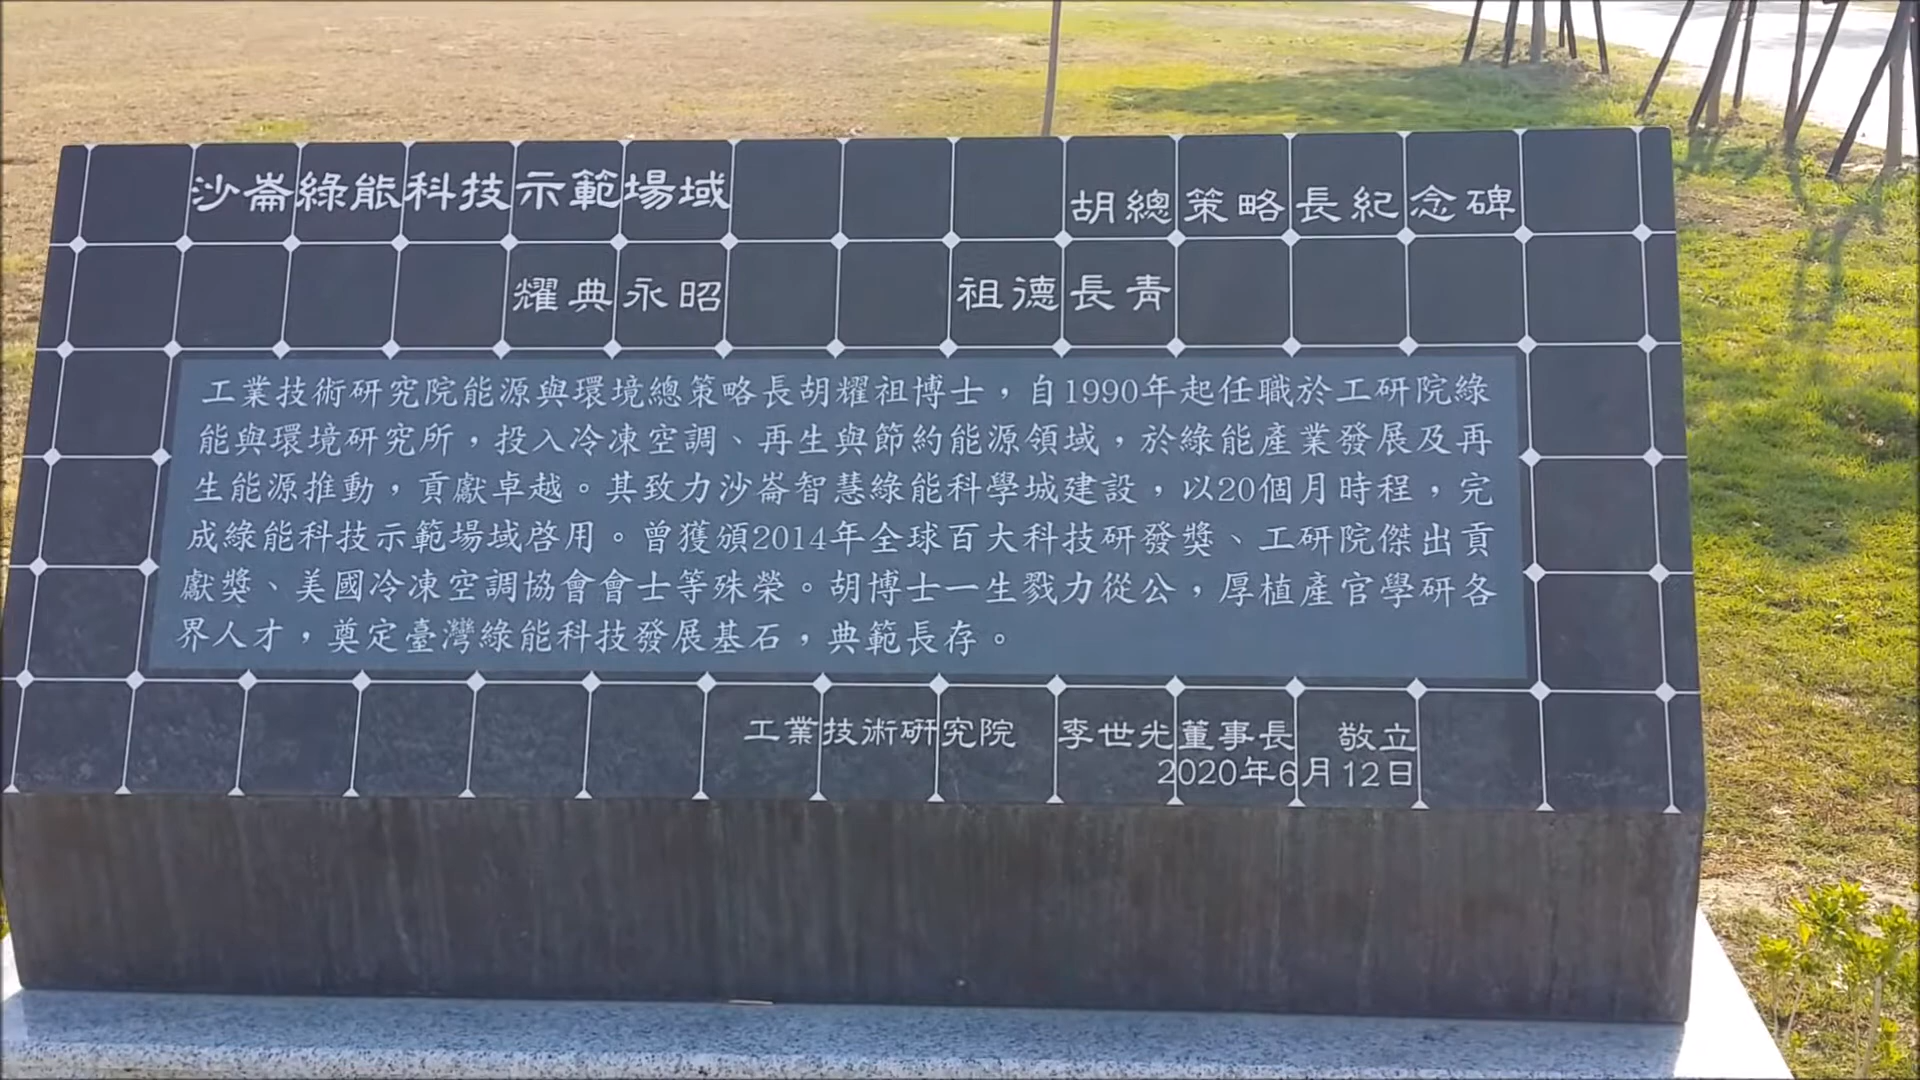 沙崙綠能科技示範場域 胡總策略長紀念碑
耀典永昭 祖德長青
工業技術研究院能源與環境總策略長胡耀祖博士，自1990年起任職於工研院綠
能與環境研究所，投入冷凍空調、再生與節約能源領域，於綠能產業發展及再
生能源推動，貢獻卓越。其致力沙崙智慧綠能科學城建設，以20個月時程，完
成綠能科技示範場域啓用。曾獲頒2014年全球百大科技研發獎、工研院傑出貢
獻獎、美國冷凍空調協會會士等殊榮。胡博士一生戮力從公，厚植產官學研各
界人才，奠定臺灣綠能科技發展基石，典範長存。
工業技術研究院 李世光董事長 敬立
2020年6月12日